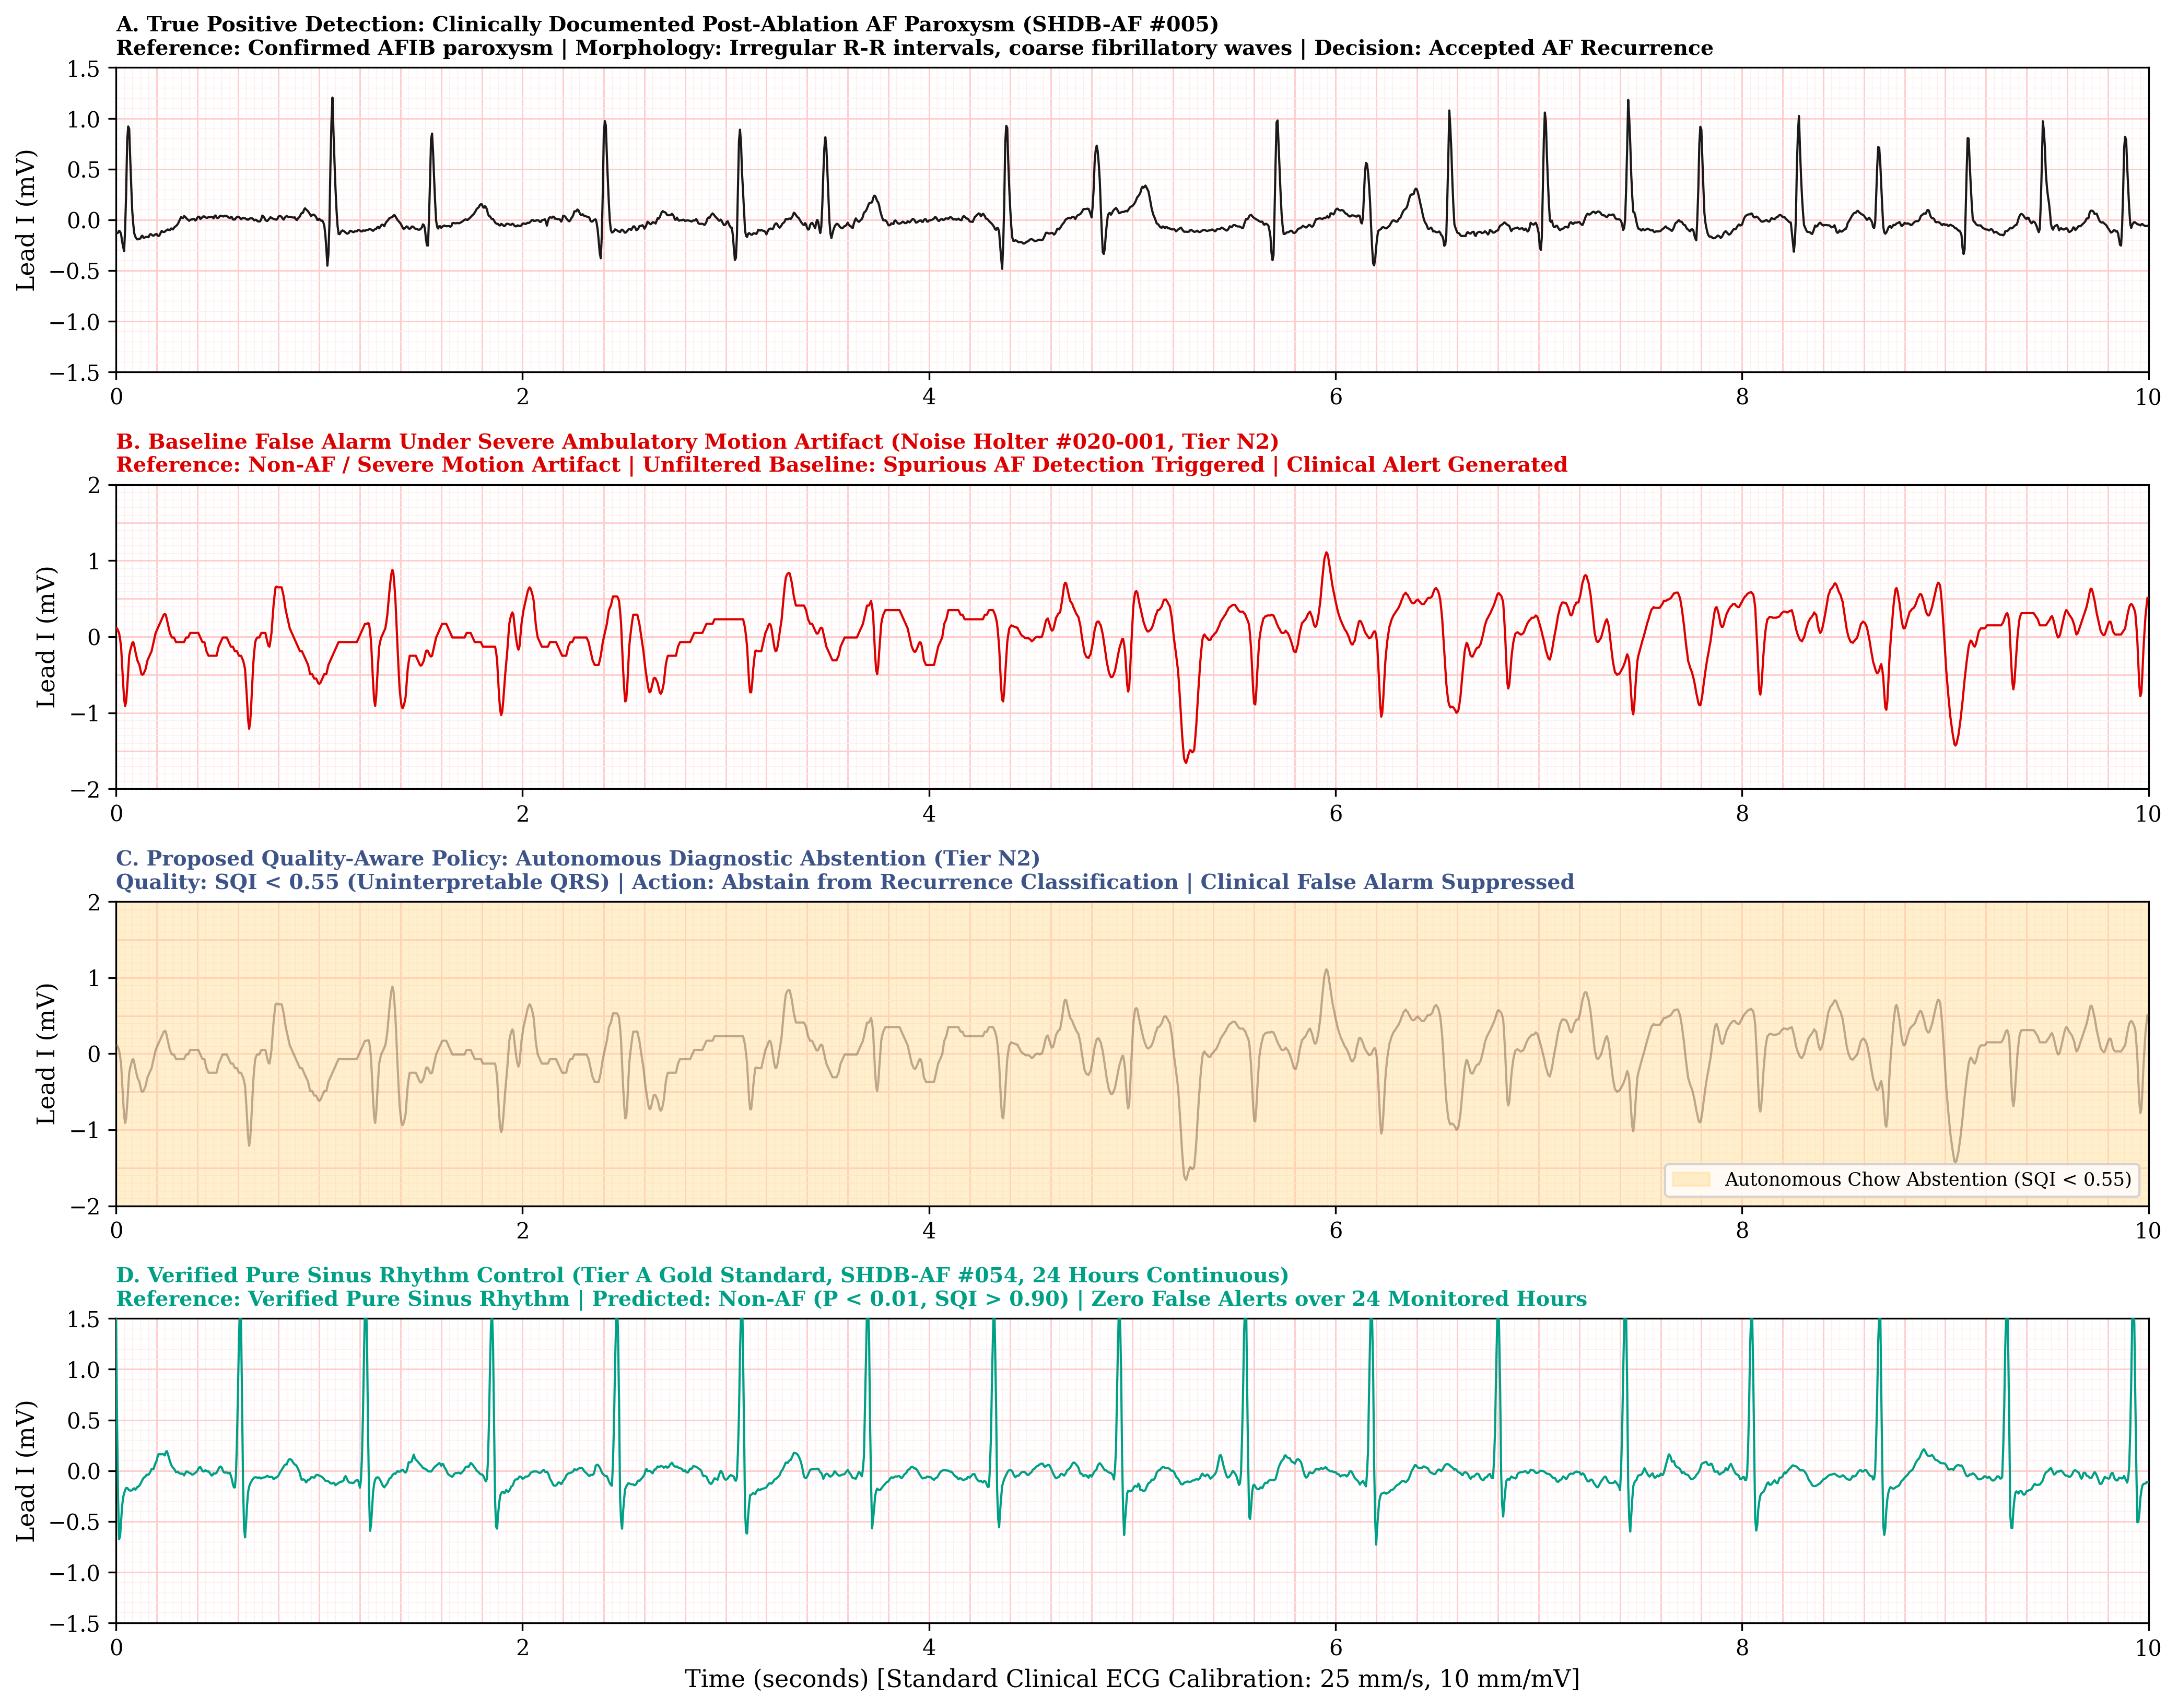 A. True Positive Detection: Clinically Documented Post-Ablation AF Paroxysm (SHDB-AF #005)
Reference: Confirmed AFIB paroxysm | Morphology: Irregular R-R intervals, coarse fibrillatory waves | Decision: Accepted AF Recurrence
1.5
1.0
0.5
0.0
−0.5
−1.0
−1.5
Lead I (mV)
0 2 4 6 8 10
B. Baseline False Alarm Under Severe Ambulatory Motion Artifact (Noise Holter #020-001, Tier N2)
Reference: Non-AF / Severe Motion Artifact | Unfiltered Baseline: Spurious AF Detection Triggered | Clinical Alert Generated
2
1
0
−1
−2
Lead I (mV)
0 2 4 6 8 10
C. Proposed Quality-Aware Policy: Autonomous Diagnostic Abstention (Tier N2)
Quality: SQI < 0.55 (Uninterpretable QRS) | Action: Abstain from Recurrence Classification | Clinical False Alarm Suppressed
2
1
0
−1
−2
Lead I (mV)
Autonomous Chow Abstention (SQI < 0.55)
0 2 4 6 8 10
D. Verified Pure Sinus Rhythm Control (Tier A Gold Standard, SHDB-AF #054, 24 Hours Continuous)
Reference: Verified Pure Sinus Rhythm | Predicted: Non-AF (P < 0.01, SQI > 0.90) | Zero False Alerts over 24 Monitored Hours
1.5
1.0
0.5
0.0
−0.5
−1.0
−1.5
Lead I (mV)
0 2 4 6 8 10
Time (seconds) [Standard Clinical ECG Calibration: 25 mm/s, 10 mm/mV]